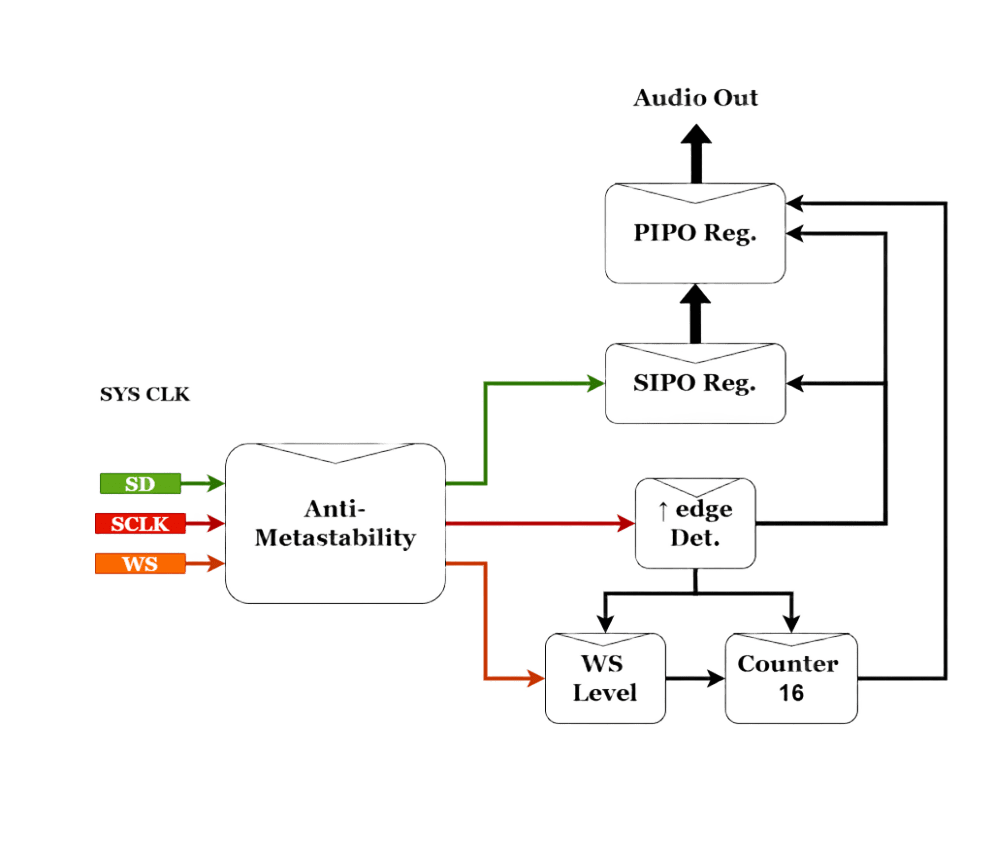 Audio Out
PIPO Reg.
SIPO Reg.
SYS CLK
SD
SCLK
WS
Anti-
Metastability
↑ edge
Det.
WS
Level
Counter
16